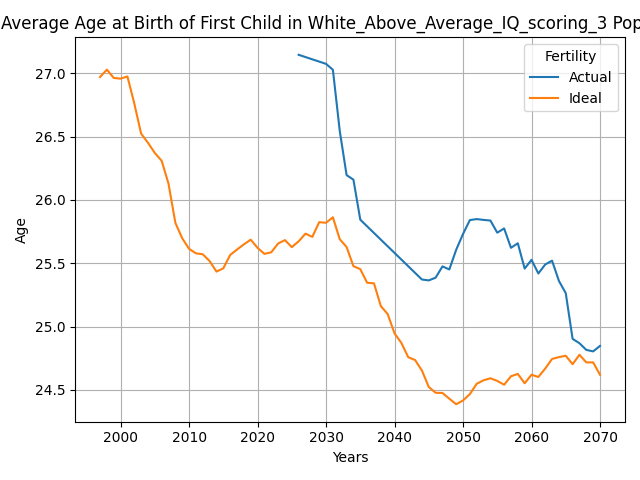 Average Age at Birth of First Child in White_Above_Average_IQ_scoring_3 Pop
Fertility
Actual
Ideal
27.0
26.5
26.0
25.5
25.0
24.5
Age
2000 2010 2020 2030 2040 2050 2060 2070
Years